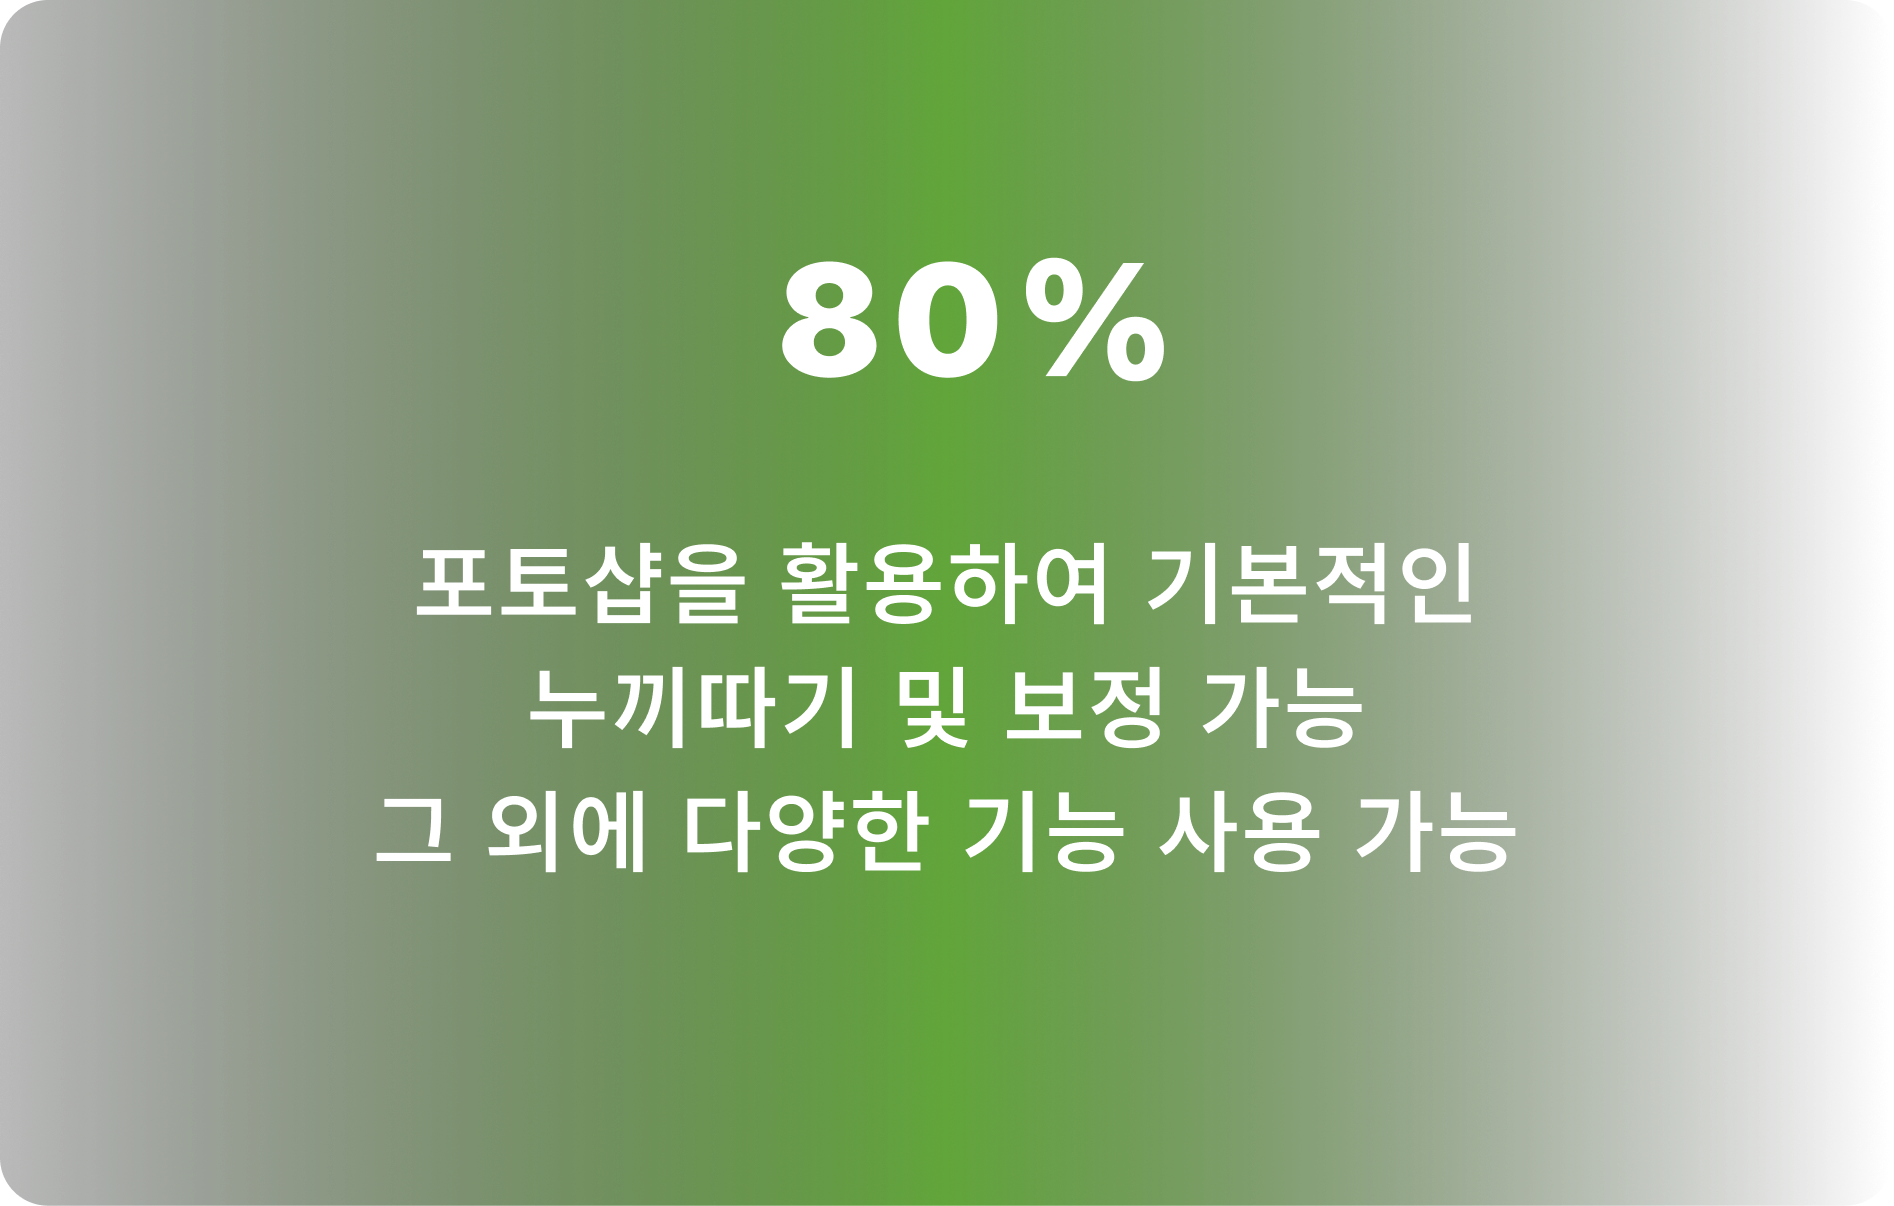 80%
포토샵을 활용하여 기본적인
누끼따기 및 보정 가능
그 외에 다양한 기능 사용 가능